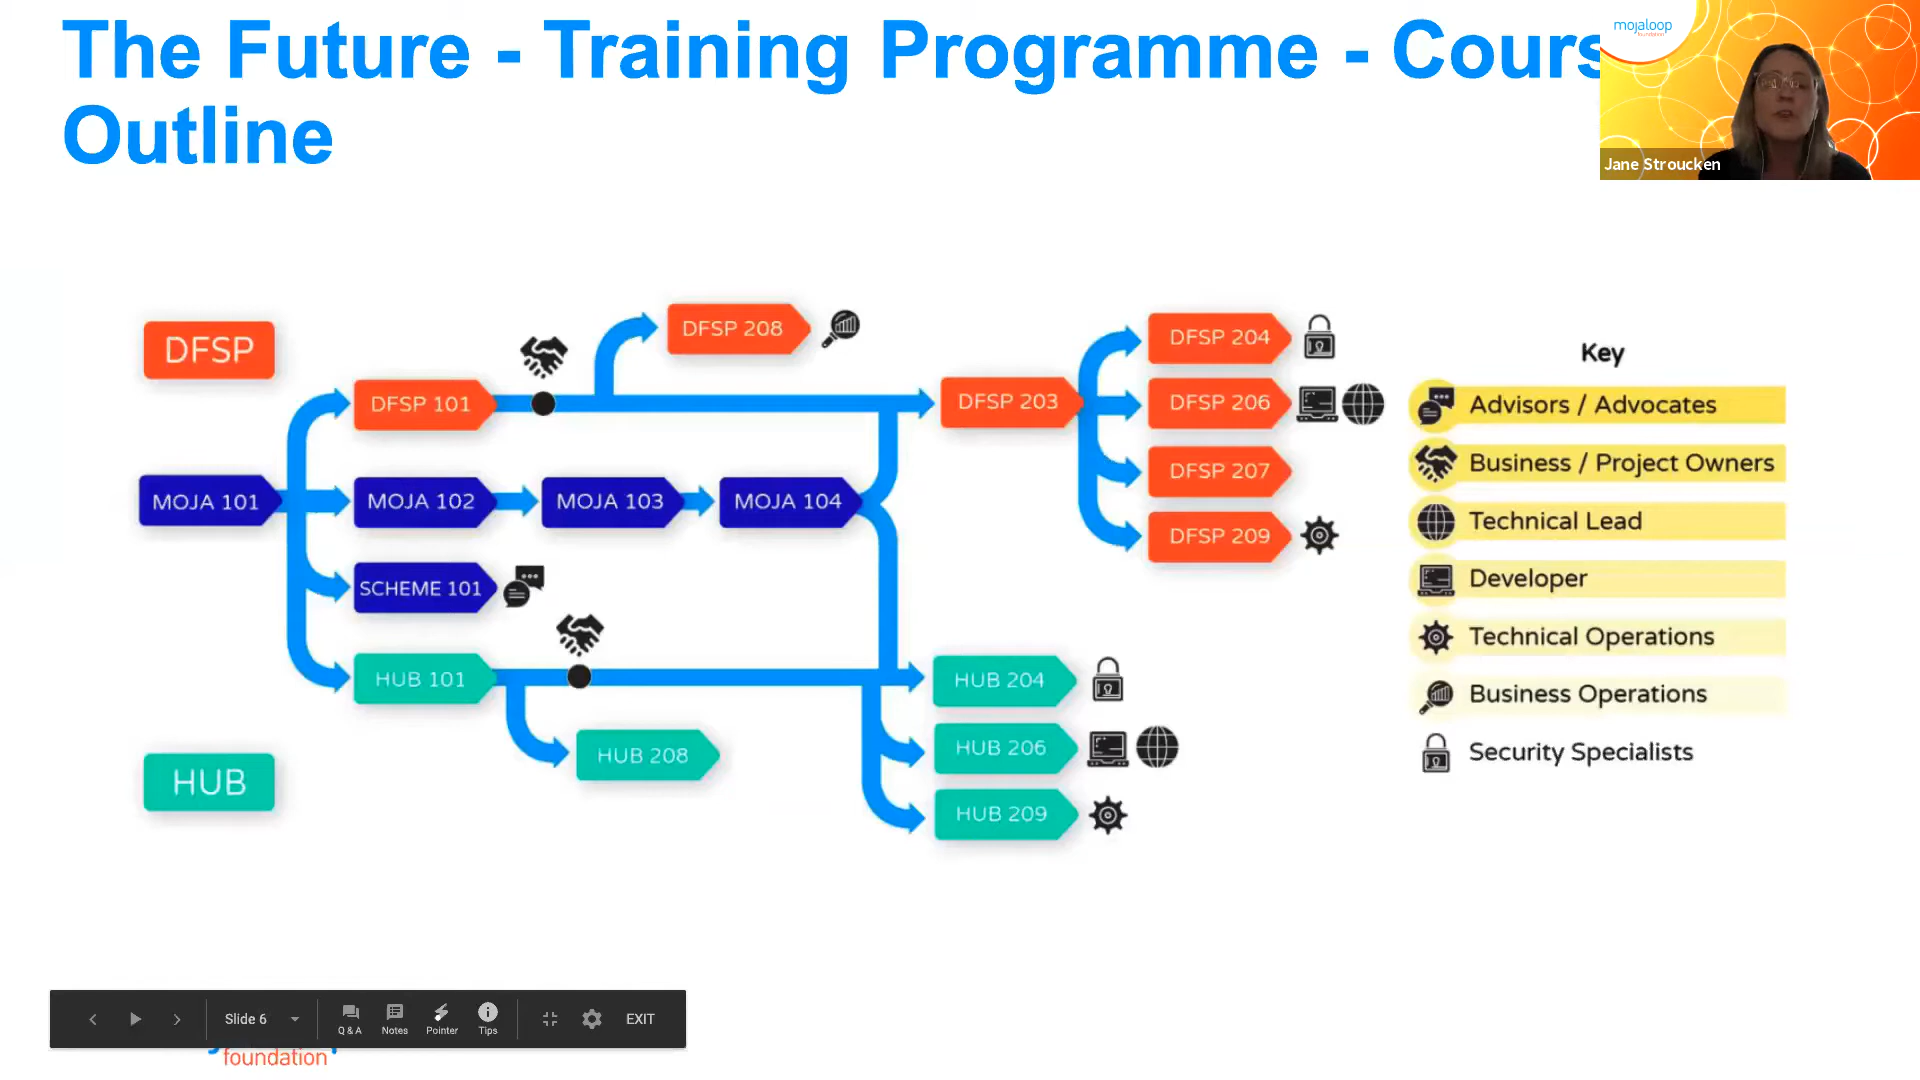 The Future - Training Programme - Cours
Outline
mojaloop
foundation
Jane Stroucken
DFSP
DFSP 208
DFSP 101
DFSP 203
DFSP 204
DFSP 206
DFSP 207
DFSP 209
MOJA 101
MOJA 102
MOJA 103
MOJA 104
SCHEME 101
HUB 101
HUB 208
HUB 204
HUB 206
HUB 209
HUB
Key
Advisors / Advocates
Business / Project Owners
Technical Lead
Developer
Technical Operations
Business Operations
Security Specialists
Slide 6
Q & A
Notes
Pointer
Tips
EXIT
foundation